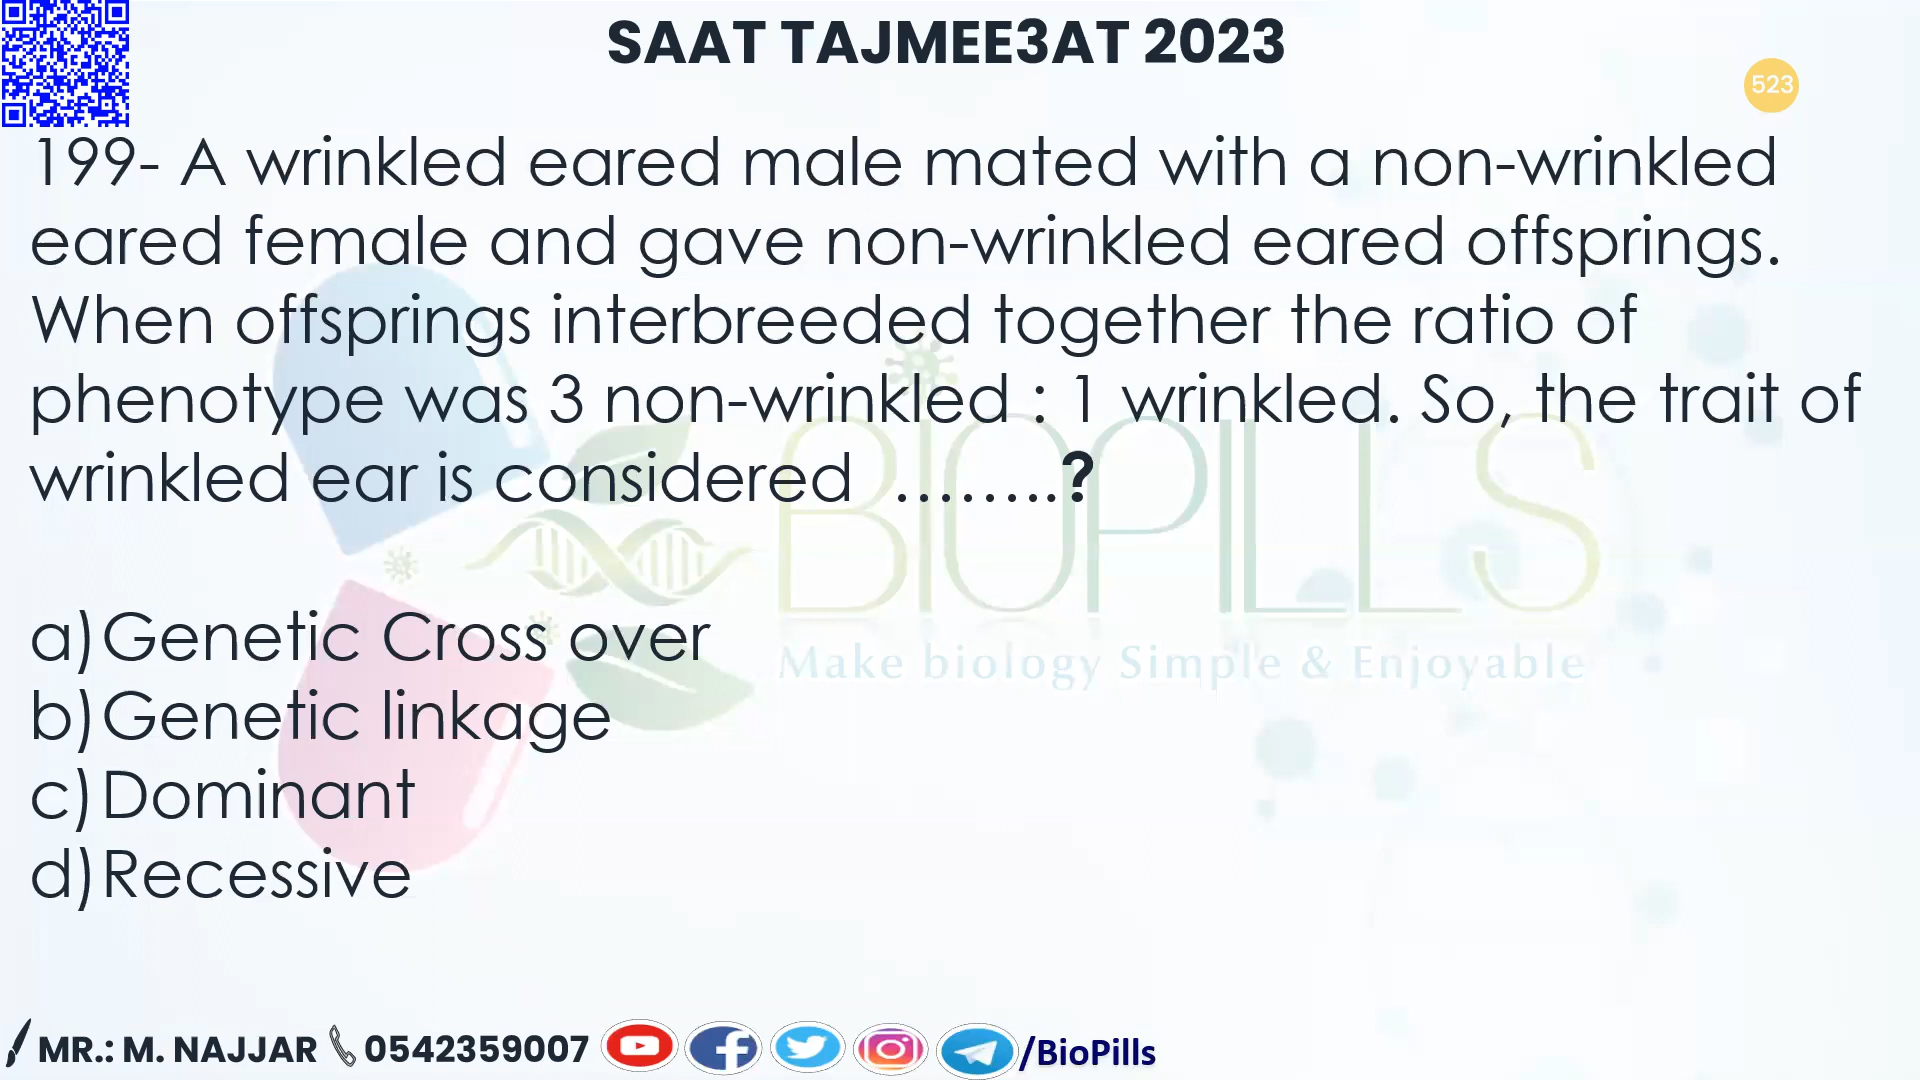 SAAT TAJMEE3AT 2023
523
199- A wrinkled eared male mated with a non-wrinkled
eared female and gave non-wrinkled eared offsprings.
When offsprings interbreeded together the ratio of
phenotype was 3 non-wrinkled : 1 wrinkled. So, the trait of
wrinkled ear is considered ........?
BIOPILLS
Make biology Simple & Enjoyable
a) Genetic Cross over
b) Genetic linkage
c) Dominant
d) Recessive
MR.: M. NAJJAR 0542359007 /BioPills